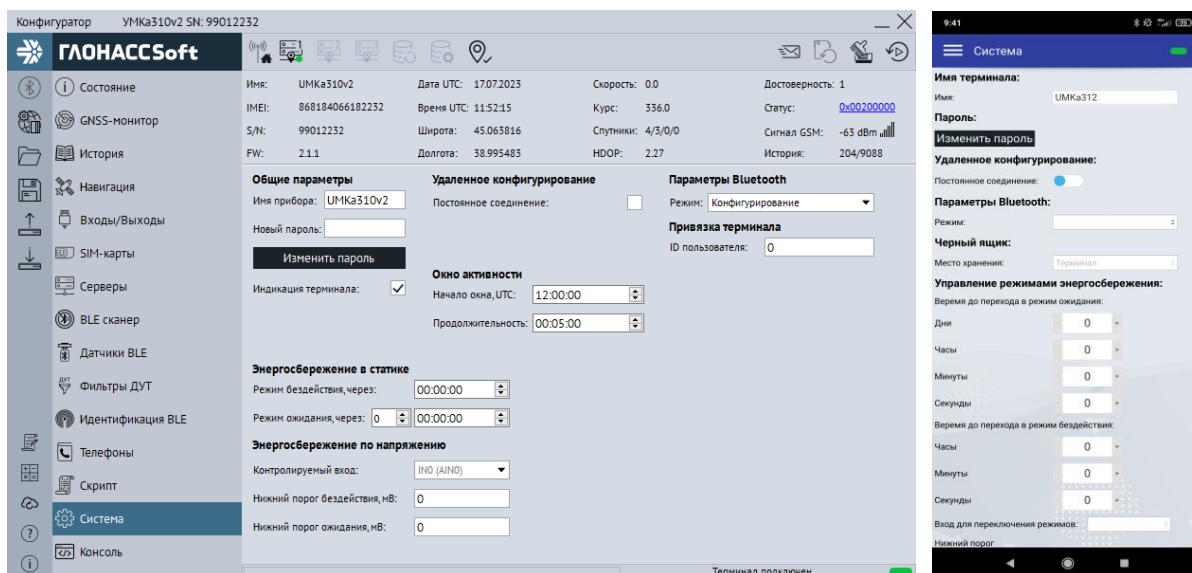 Конфигуратор УМКа310v2 SN: 99012232
ГЛОНАССSoft
Состояние
GNSS-монитор
История
Навигация
Входы/Выходы
SIM-карты
Серверы
BLE сканер
Датчики BLE
Фильтры ДУТ
Идентификация BLE
Телефоны
Скрипт
Система
Консоль
Имя: UMKa310v2 Дата UTC: 17.07.2023 Скорость: 0.0 Достоверность: 1
IMEI: 868184066182232 Время UTC: 11:52:15 Курс: 336.0 Статус: 0x00200000
S/N: 99012232 Широта: 45.063816 Спутники: 4/3/0/0 Сигнал GSM: -63 dBm
FW: 2.1.1 Долгота: 38.995483 HDOP: 2.27 История: 204/9088
Общие параметры Удаленное конфигурирование Параметры Bluetooth
Имя прибора: UMKa310v2 Постоянное соединение: Режим: Конфигурирование
Новый пароль: Привязка терминала
Изменить пароль ID пользователя: 0
Окно активности
Индикация терминала: Начало окна, UTC: 12:00:00
Продолжительность: 00:05:00
Энергосбережение в статике
Режим бездействия, через: 00:00:00
Режим ожидания, через: 0 00:00:00
Энергосбережение по напряжению
Контролируемый вход: IN0 (AIN0)
Нижний порог бездействия, мВ: 0
Нижний порог ожидания, мВ: 0
Терминал подключен
9:41
Система
Имя терминала:
Имя: UMKa312
Пароль:
Изменить пароль
Удаленное конфигурирование:
Постоянное соединение:
Параметры Bluetooth:
Режим:
Черный ящик:
Место хранения: Терминал
Управление режимами энергосбережения:
Веремя до перехода в режим ожидания:
Дни - 0 +
Часы - 0 +
Минуты - 0 +
Секунды - 0 +
Веремя до перехода в режим бездействия:
Часы - 0 +
Минуты - 0 +
Секунды - 0 +
Вход для переключения режимов:
Нижний порог